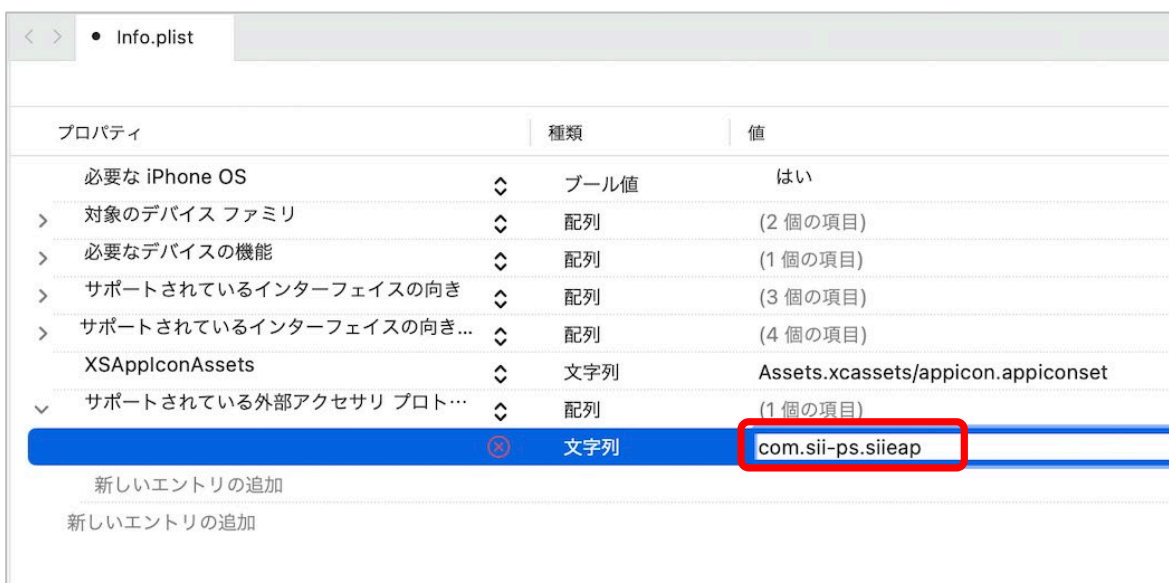 Info.plist
プロパティ 種類 値
必要な iPhone OS ブール値 はい
対象のデバイス ファミリ 配列 (2 個の項目)
必要なデバイスの機能 配列 (1 個の項目)
サポートされているインターフェイスの向き 配列 (3 個の項目)
サポートされているインターフェイスの向き... 配列 (4 個の項目)
XSAppIconAssets 文字列 Assets.xcassets/appicon.appiconset
サポートされている外部アクセサリ プロト… 配列 (1 個の項目)
文字列 com.sii-ps.siieap
新しいエントリの追加
新しいエントリの追加